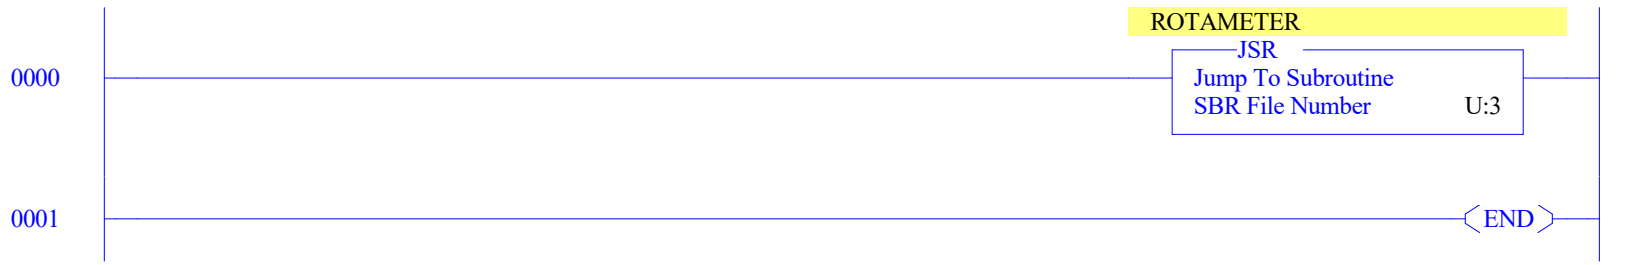 ROTAMETER
JSR
0000
Jump To Subroutine
SBR File Number U:3
0001
END